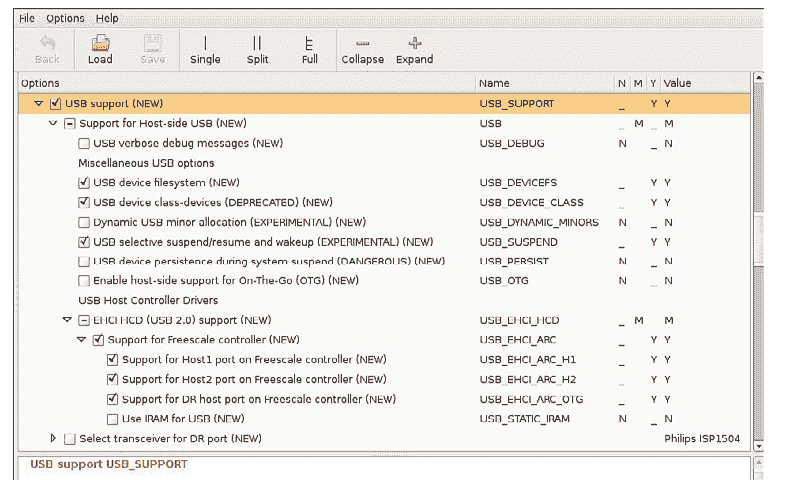 File Options Help
Back Load Save Single Split Full Collapse Expand
Options Name N M Y Value
USB support (NEW) USB_SUPPORT _ Y Y
Support for Host-side USB (NEW) USB _ M _ M
USB verbose debug messages (NEW) USB_DEBUG N _ N
Miscellaneous USB options
USB device filesystem (NEW) USB_DEVICEFS _ Y Y
USB device class-devices (DEPRECATED) (NEW) USB_DEVICE_CLASS _ Y Y
Dynamic USB minor allocation (EXPERIMENTAL) (NEW) USB_DYNAMIC_MINORS N _ N
USB selective suspend/resume and wakeup (EXPERIMENTAL) (NEW) USB_SUSPEND _ Y Y
USB device persistence during system suspend (DANGEROUS) (NEW) USB_PERSIST N _ N
Enable host-side support for On-The-Go (OTG) (NEW) USB_OTG N _ N
USB Host Controller Drivers
EHCI HCD (USB 2.0) support (NEW) USB_EHCI_HCD _ M M
Support for Freescale controller (NEW) USB_EHCI_ARC _ Y Y
Support for Host1 port on Freescale controller (NEW) USB_EHCI_ARC_H1 _ Y Y
Support for Host2 port on Freescale controller (NEW) USB_EHCI_ARC_H2 _ Y Y
Support for DR host port on Freescale controller (NEW) USB_EHCI_ARC_OTG _ Y Y
Use IRAM for USB (NEW) USB_STATIC_IRAM N _ N
Select transceiver for DR port (NEW) Philips ISP1504
USB support USB_SUPPORT